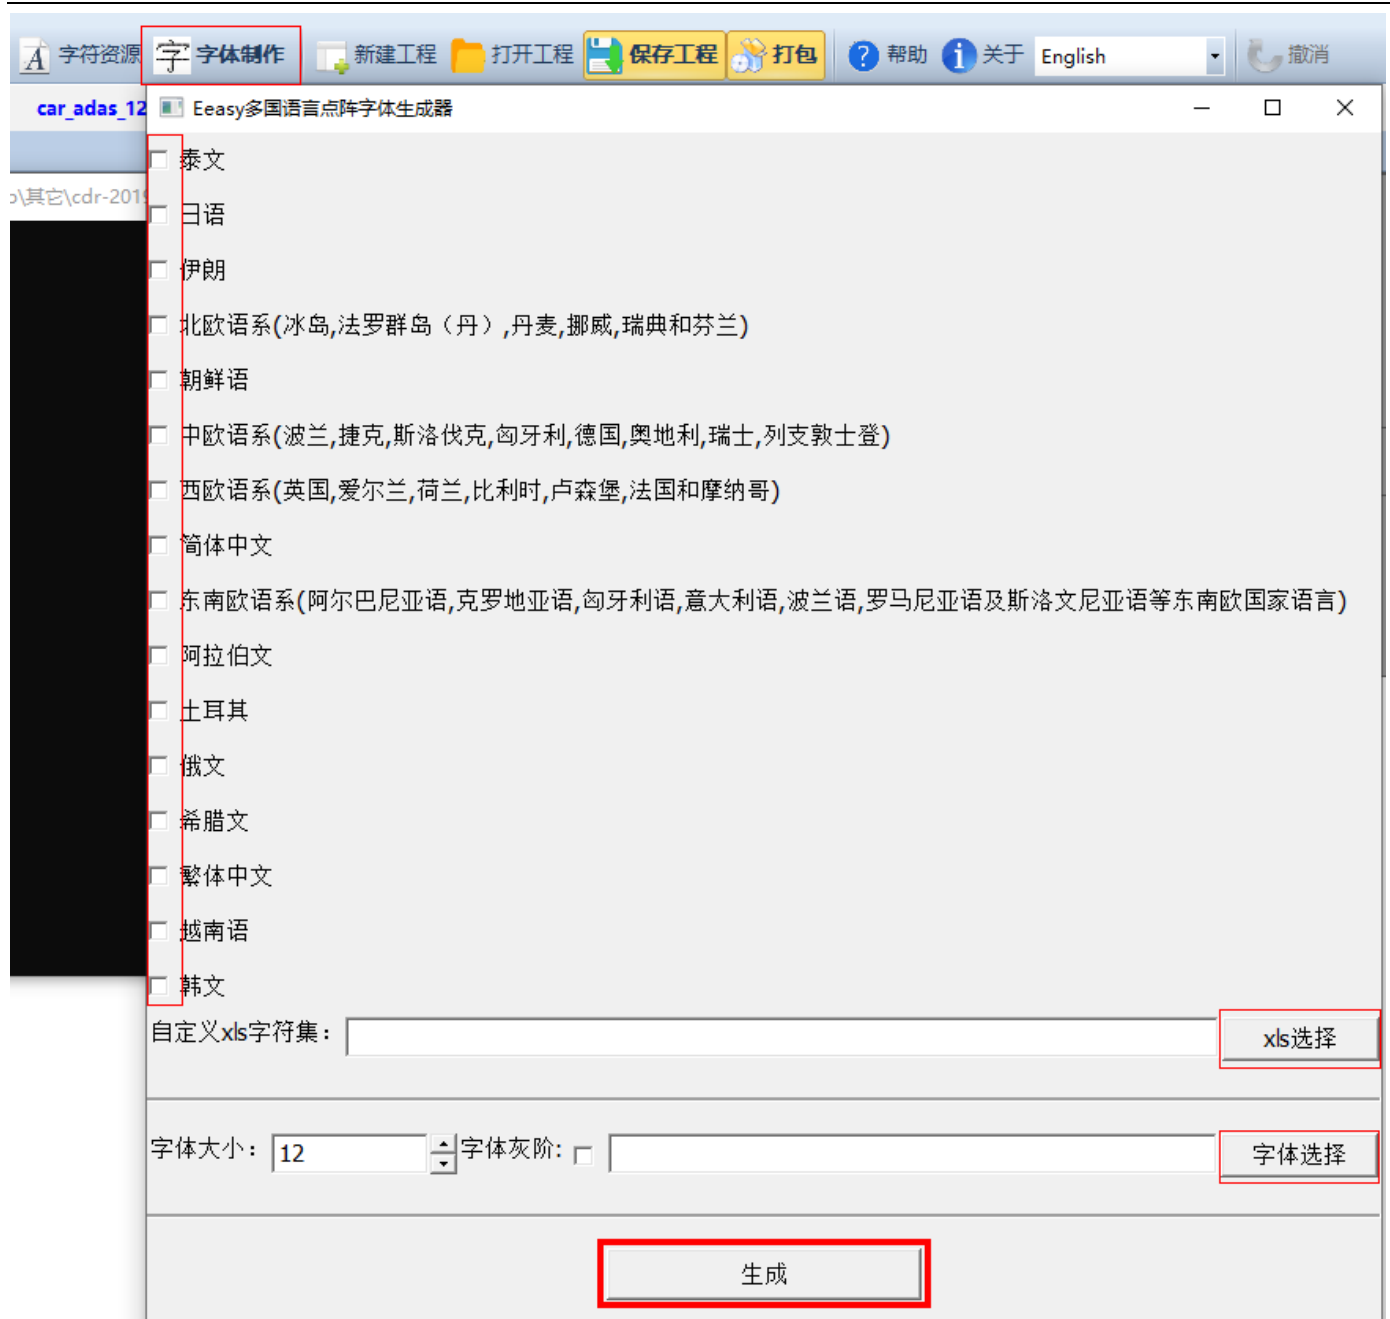 字符资源 字体制作 新建工程 打开工程 保存工程 打包 帮助 关于 English 撤消
car_adas_12
Eeasy多国语言点阵字体生成器
泰文
o\其它\cdr-2019
日语
伊朗
北欧语系(冰岛,法罗群岛（丹）,丹麦,挪威,瑞典和芬兰)
朝鲜语
中欧语系(波兰,捷克,斯洛伐克,匈牙利,德国,奥地利,瑞士,列支敦士登)
西欧语系(英国,爱尔兰,荷兰,比利时,卢森堡,法国和摩纳哥)
简体中文
东南欧语系(阿尔巴尼亚语,克罗地亚语,匈牙利语,意大利语,波兰语,罗马尼亚语及斯洛文尼亚语等东南欧国家语言)
阿拉伯文
土耳其
俄文
希腊文
繁体中文
越南语
韩文
自定义xls字符集： xls选择
字体大小： 12 字体灰阶: 字体选择
生成